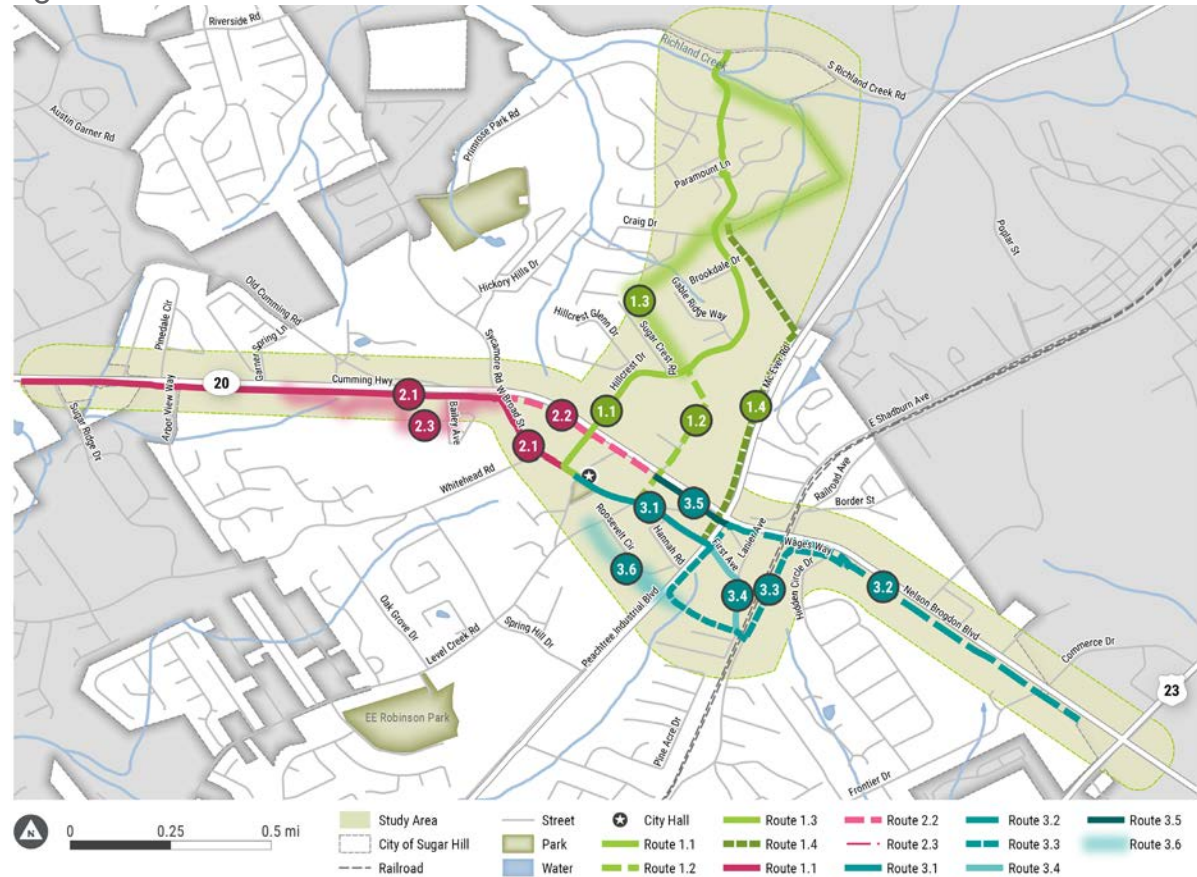 Riverside Rd
Richland Creek
S Richland Creek Rd
Austin Garner Rd
Primrose Park Rd
Paramount Ln
Craig Dr
Poplar St
Hickory Hills Dr
Brookdale Dr
Gable Ridge Way
Old Cumming Rd
1.3
Pinedale Cir
Garner Spring Ln
Hillcrest Glenn Dr
Sugar Crest Rd
Sycamore Rd
Mc Ever Rd
Hillcrest Dr
20
Cumming Hwy
W Broad St
E Shadburn Ave
2.1
1.1
1.4
2.2
1.2
2.3
Bailey Ave
Arbor View Way
Sugar Ridge Dr
2.1
Whitehead Rd
Railroad Ave
Border St
3.5
3.1
Roosevelt Cir
Hannah Rd
First Ave
Lanier Ave
Wages Way
3.6
3.4
3.3
Hidden Circle Dr
3.2
Nelson Brogdon Blvd
Oak Grove Dr
Level Creek Rd
Spring Hill Dr
Peachtree Industrial Blvd
Commerce Dr
23
EE Robinson Park
Pine Acre Dr
Frontier Dr
N
0 0.25 0.5 mi
Study Area
City of Sugar Hill
Railroad
Street
Park
Water
City Hall
Route 1.1
Route 1.2
Route 1.3
Route 1.4
Route 1.1
Route 2.2
Route 2.3
Route 3.1
Route 3.2
Route 3.3
Route 3.4
Route 3.5
Route 3.6